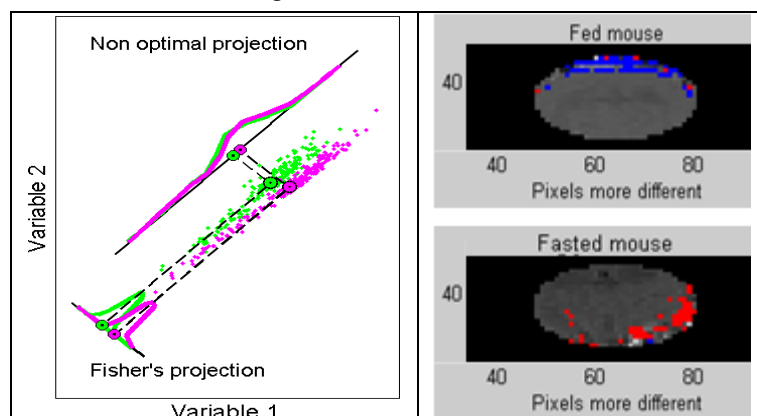 Non optimal projection
Variable 2
Fisher's projection
Variable 1
Fed mouse
40
40 60 80
Pixels more different
Fasted mouse
40
40 60 80
Pixels more different